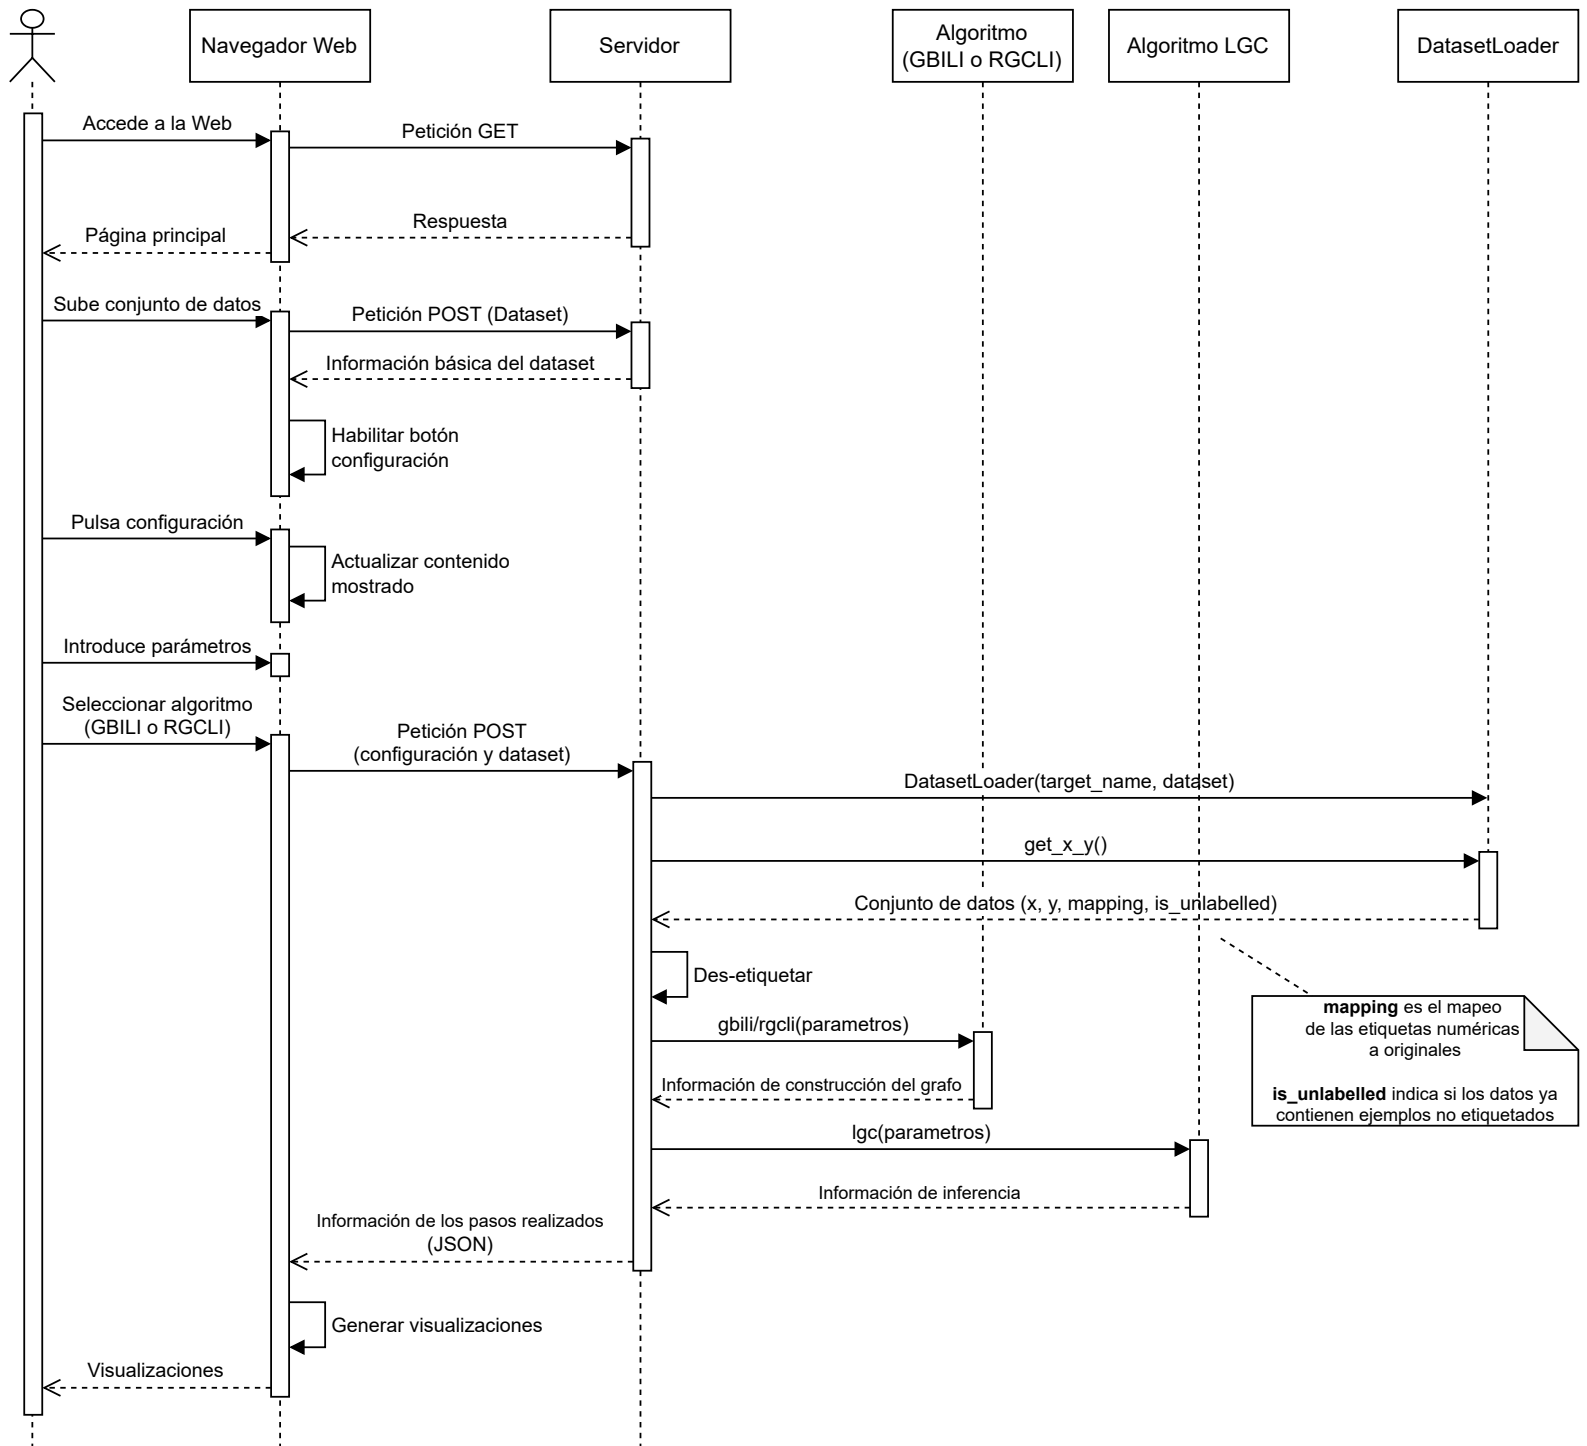 Navegador Web
Servidor
Algoritmo
(GBILI o RGCLI)
Algoritmo LGC
DatasetLoader
Accede a la Web
Petición GET
Respuesta
Página principal
Sube conjunto de datos
Petición POST (Dataset)
Información básica del dataset
Habilitar botón
configuración
Pulsa configuración
Actualizar contenido
mostrado
Introduce parámetros
Seleccionar algoritmo
(GBILI o RGCLI)
Petición POST
(configuración y dataset)
DatasetLoader(target_name, dataset)
get_x_y()
Conjunto de datos (x, y, mapping, is_unlabelled)
Des-etiquetar
mapping es el mapeo
de las etiquetas numéricas
a originales
is_unlabelled indica si los datos ya
contienen ejemplos no etiquetados
gbili/rgcli(parametros)
Información de construcción del grafo
lgc(parametros)
Información de inferencia
Información de los pasos realizados
(JSON)
Generar visualizaciones
Visualizaciones